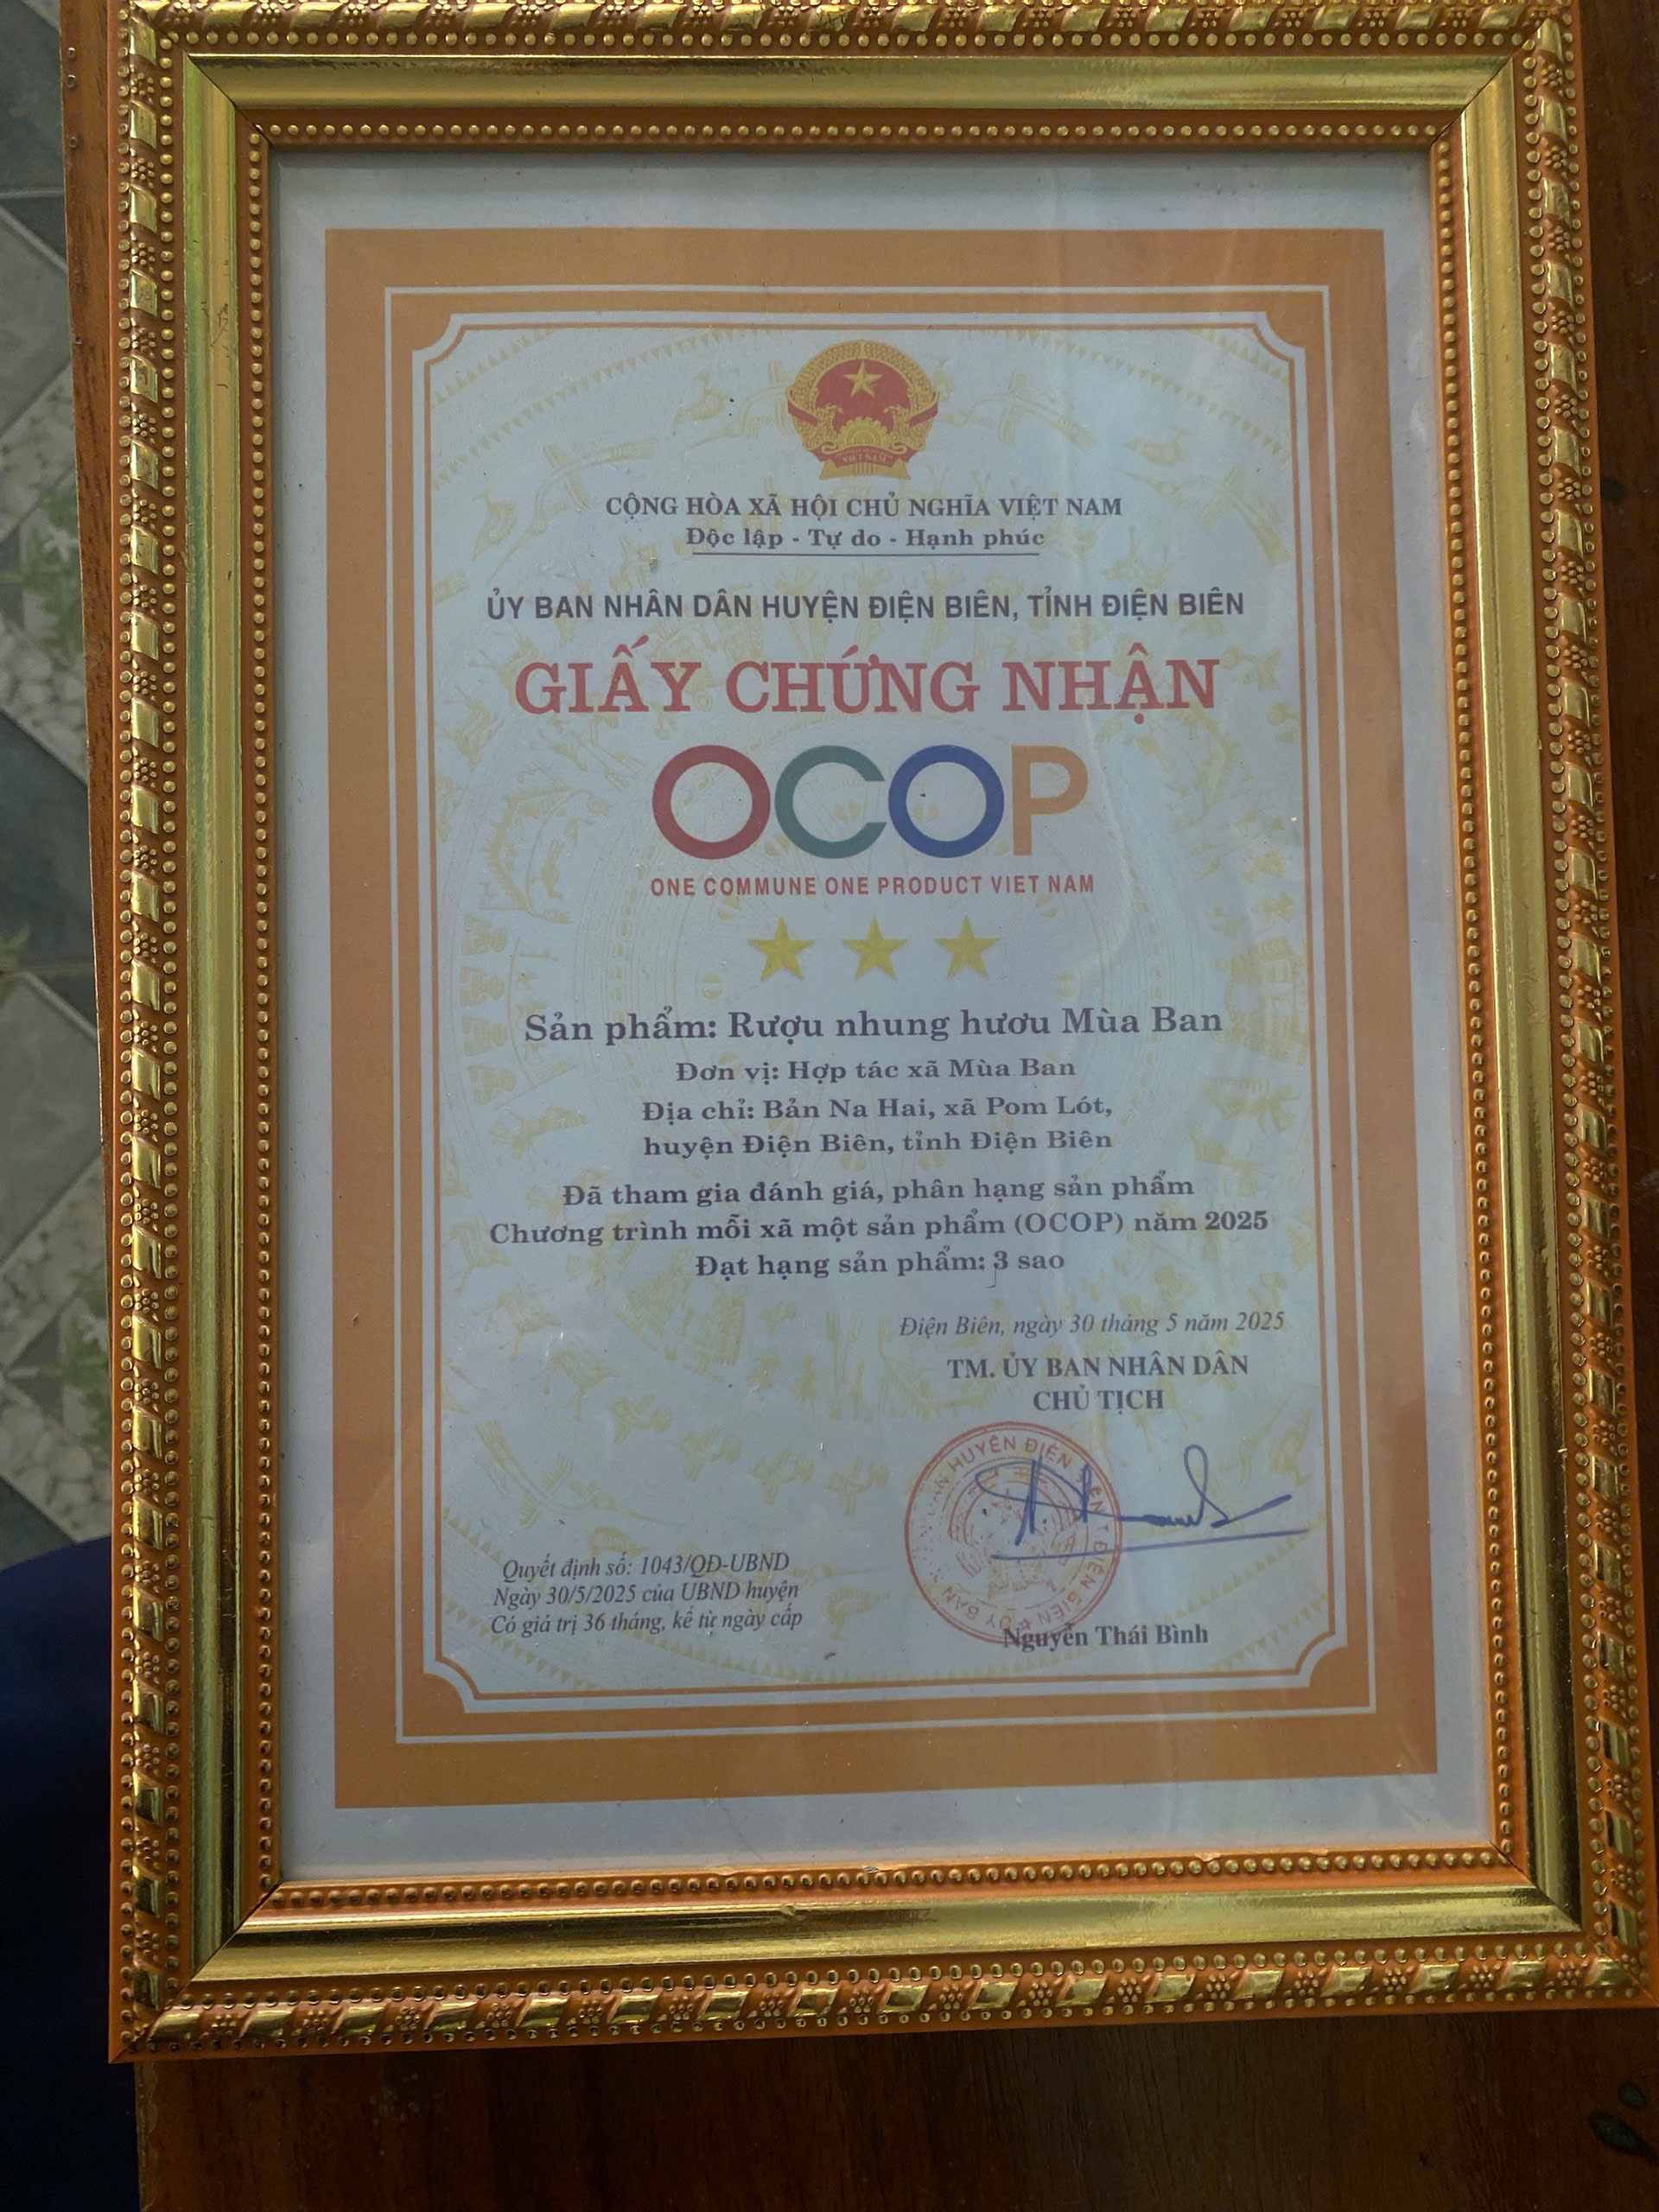 VIỆT NAM
CỘNG HÒA XÃ HỘI CHỦ NGHĨA VIỆT NAM
Độc lập - Tự do - Hạnh phúc
ỦY BAN NHÂN DÂN HUYỆN ĐIỆN BIÊN, TỈNH ĐIỆN BIÊN
GIẤY CHỨNG NHẬN
OCOP
ONE COMMUNE ONE PRODUCT VIET NAM
Sản phẩm: Rượu nhung hươu Mùa Ban
Đơn vị: Hợp tác xã Mùa Ban
Địa chỉ: Bản Na Hai, xã Pom Lót,
huyện Điện Biên, tỉnh Điện Biên
Đã tham gia đánh giá, phân hạng sản phẩm
Chương trình mỗi xã một sản phẩm (OCOP) năm 2025
Đạt hạng sản phẩm: 3 sao
Điện Biên, ngày 30 tháng 5 năm 2025
TM. ỦY BAN NHÂN DÂN
CHỦ TỊCH
HUYỆN ĐIỆN BIÊN
Nguyễn Thái Bình
Quyết định số: 1043/QĐ-UBND
Ngày 30/5/2025 của UBND huyện
Có giá trị 36 tháng, kể từ ngày cấp